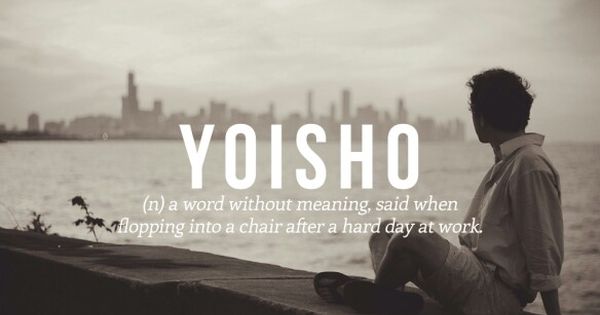 YOISHO
(n) a word without meaning, said when
flopping into a chair after a hard day at work.